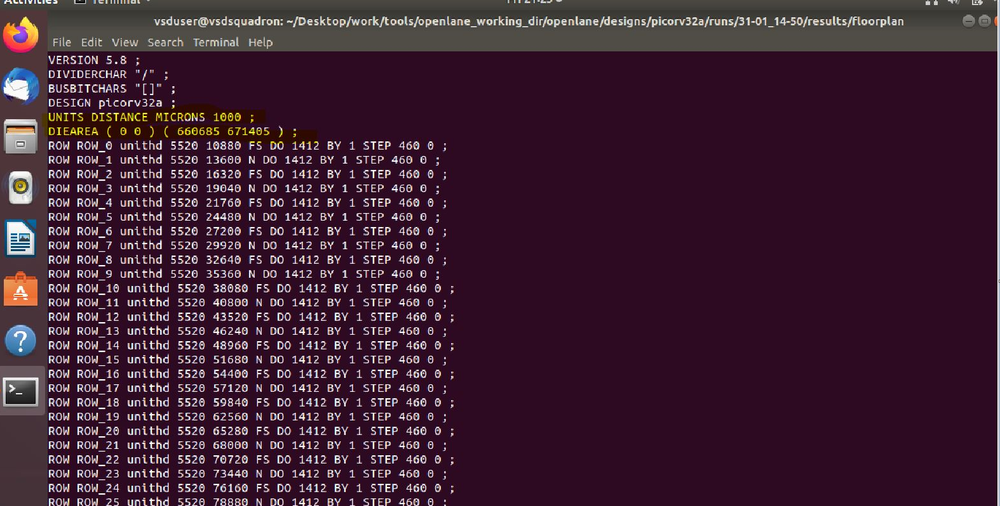 Activities Terminal
vsduser@vsdsquadron: ~/Desktop/work/tools/openlane_working_dir/openlane/designs/picorv32a/runs/31-01_14-50/results/floorplan
File Edit View Search Terminal Help
VERSION 5.8 ;
DIVIDERCHAR "/" ;
BUSBITCHARS "[]" ;
DESIGN picorv32a ;
UNITS DISTANCE MICRONS 1000 ;
DIEAREA ( 0 0 ) ( 660685 671405 ) ;
ROW ROW_0 unithd 5520 10880 FS DO 1412 BY 1 STEP 460 0 ;
ROW ROW_1 unithd 5520 13600 N DO 1412 BY 1 STEP 460 0 ;
ROW ROW_2 unithd 5520 16320 FS DO 1412 BY 1 STEP 460 0 ;
ROW ROW_3 unithd 5520 19040 N DO 1412 BY 1 STEP 460 0 ;
ROW ROW_4 unithd 5520 21760 FS DO 1412 BY 1 STEP 460 0 ;
ROW ROW_5 unithd 5520 24480 N DO 1412 BY 1 STEP 460 0 ;
ROW ROW_6 unithd 5520 27200 FS DO 1412 BY 1 STEP 460 0 ;
ROW ROW_7 unithd 5520 29920 N DO 1412 BY 1 STEP 460 0 ;
ROW ROW_8 unithd 5520 32640 FS DO 1412 BY 1 STEP 460 0 ;
ROW ROW_9 unithd 5520 35360 N DO 1412 BY 1 STEP 460 0 ;
ROW ROW_10 unithd 5520 38080 FS DO 1412 BY 1 STEP 460 0 ;
ROW ROW_11 unithd 5520 40800 N DO 1412 BY 1 STEP 460 0 ;
ROW ROW_12 unithd 5520 43520 FS DO 1412 BY 1 STEP 460 0 ;
ROW ROW_13 unithd 5520 46240 N DO 1412 BY 1 STEP 460 0 ;
ROW ROW_14 unithd 5520 48960 FS DO 1412 BY 1 STEP 460 0 ;
ROW ROW_15 unithd 5520 51680 N DO 1412 BY 1 STEP 460 0 ;
ROW ROW_16 unithd 5520 54400 FS DO 1412 BY 1 STEP 460 0 ;
ROW ROW_17 unithd 5520 57120 N DO 1412 BY 1 STEP 460 0 ;
ROW ROW_18 unithd 5520 59840 FS DO 1412 BY 1 STEP 460 0 ;
ROW ROW_19 unithd 5520 62560 N DO 1412 BY 1 STEP 460 0 ;
ROW ROW_20 unithd 5520 65280 FS DO 1412 BY 1 STEP 460 0 ;
ROW ROW_21 unithd 5520 68000 N DO 1412 BY 1 STEP 460 0 ;
ROW ROW_22 unithd 5520 70720 FS DO 1412 BY 1 STEP 460 0 ;
ROW ROW_23 unithd 5520 73440 N DO 1412 BY 1 STEP 460 0 ;
ROW ROW_24 unithd 5520 76160 FS DO 1412 BY 1 STEP 460 0 ;
ROW ROW_25 unithd 5520 78880 N DO 1412 BY 1 STEP 460 0 ;